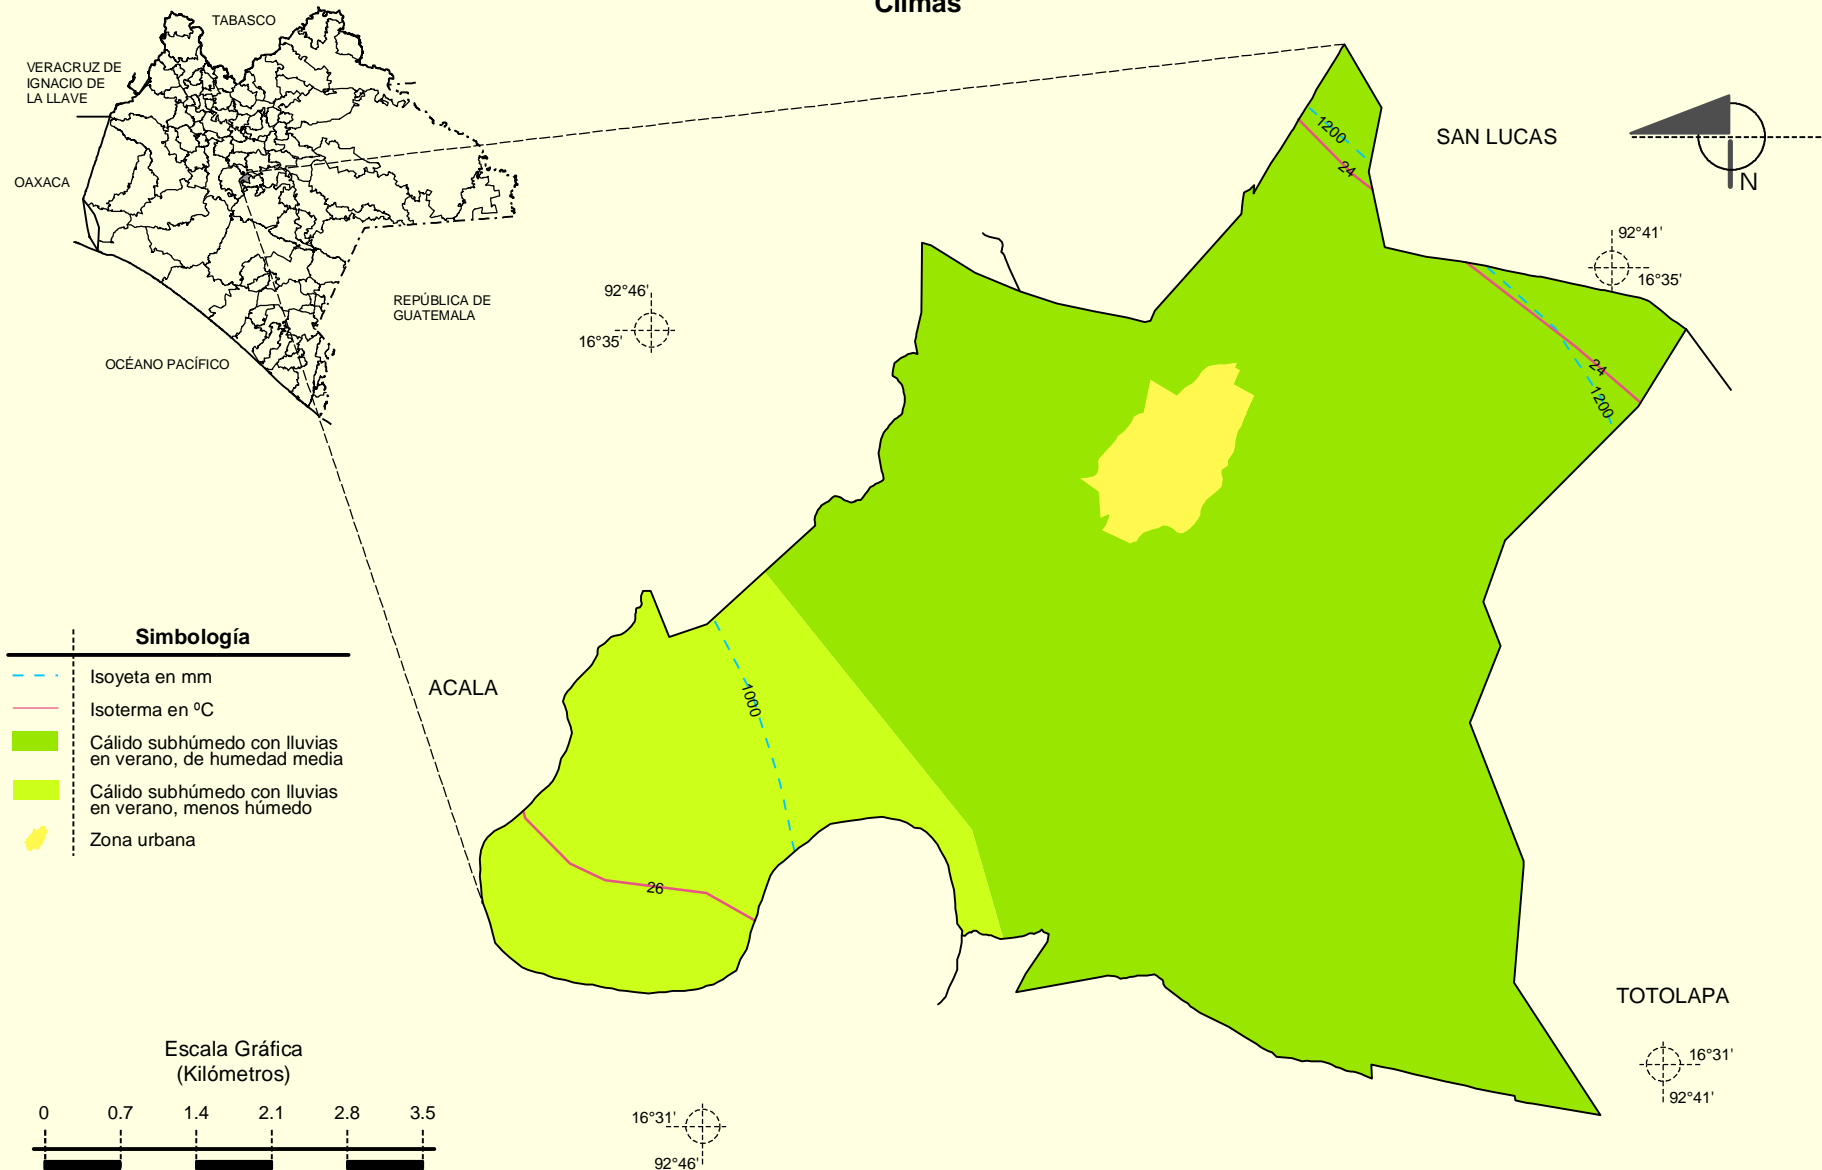 Climas
TABASCO
VERACRUZ DE
IGNACIO DE
LA LLAVE
OAXACA
REPÚBLICA DE
GUATEMALA
OCÉANO PACÍFICO
SAN LUCAS
N
92°41'
16°35'
92°46'
16°35'
1200
24
24
1200
ACALA
1000
26
Simbología
Isoyeta en mm
Isoterma en ºC
Cálido subhúmedo con lluvias
en verano, de humedad media
Cálido subhúmedo con lluvias
en verano, menos húmedo
Zona urbana
TOTOLAPA
16°31'
92°41'
16°31'
92°46'
Escala Gráfica
(Kilómetros)
0 0.7 1.4 2.1 2.8 3.5